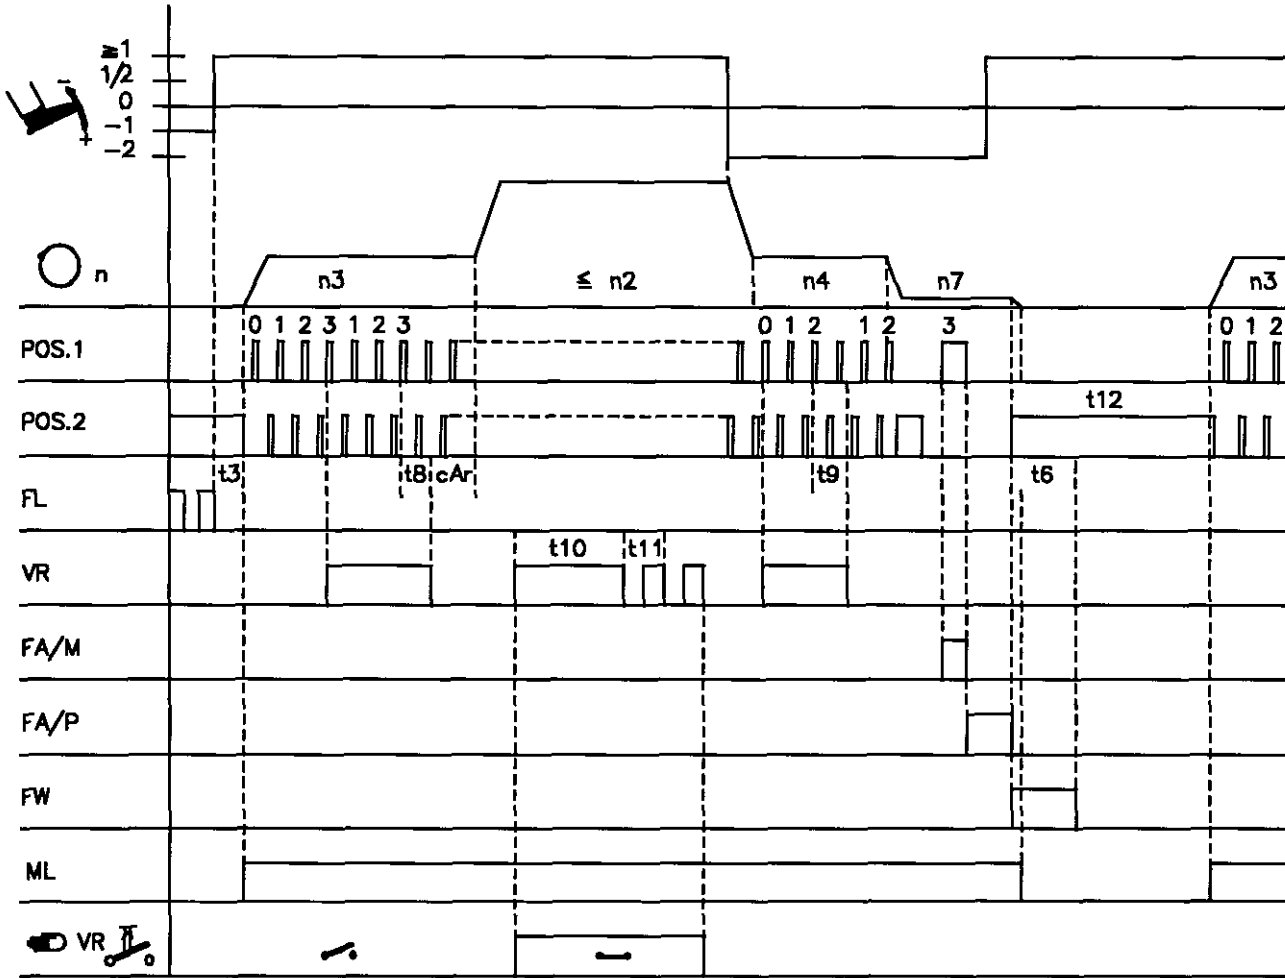 ≧1
1/2
0
-1
-2
-
+
n
n3
≤ n2
n4
n7
n3
POS.1
0 1 2 3 1 2 3
0 1 2 1 2 3
0 1 2
POS.2
t12
FL
t3
t8 cAr
t9
t6
VR
t10
t11
FA/M
FA/P
FW
ML
VR